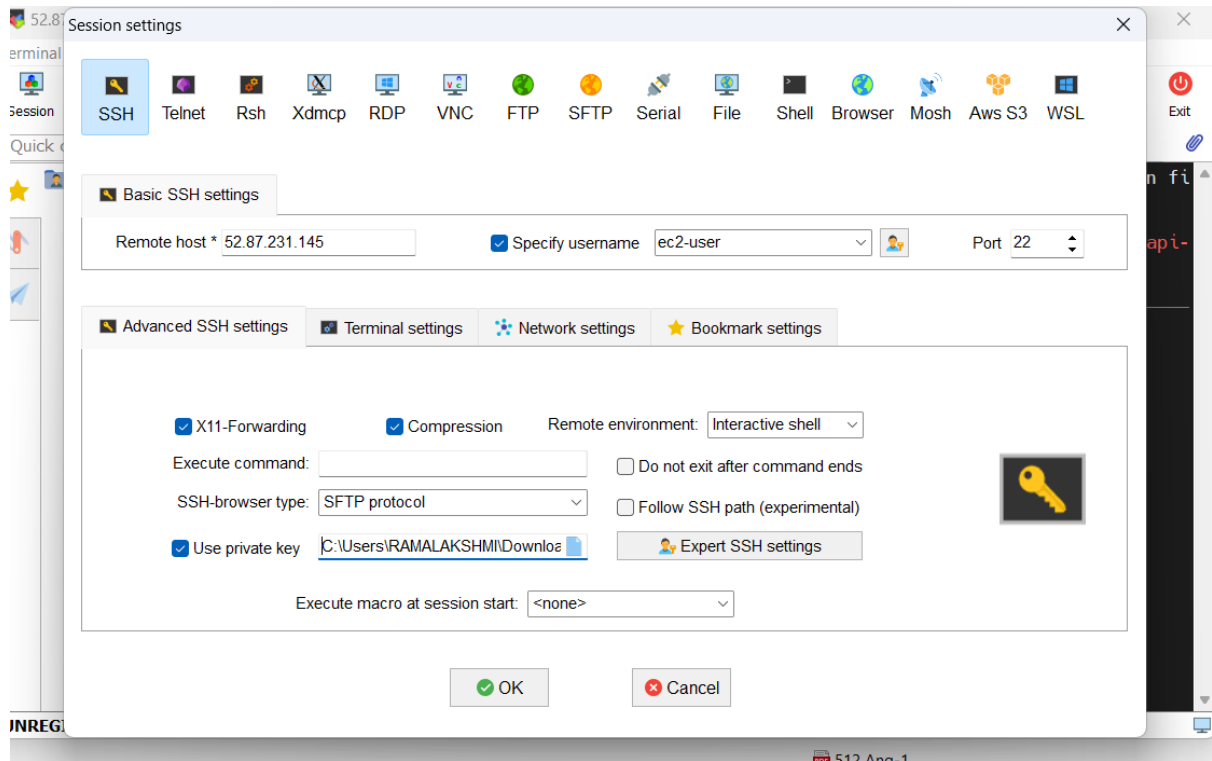 52.87
Session settings
erminal
Session
SSH Telnet Rsh Xdmcp RDP VNC FTP SFTP Serial File Shell Browser Mosh Aws S3 WSL
Exit
Quick
Basic SSH settings
n fi
Remote host * 52.87.231.145 Specify username ec2-user Port 22
api-
Advanced SSH settings Terminal settings Network settings Bookmark settings
X11-Forwarding Compression Remote environment: Interactive shell
Execute command: Do not exit after command ends
SSH-browser type: SFTP protocol Follow SSH path (experimental)
Use private key C:\Users\RAMALAKSHMI\Downloa Expert SSH settings
Execute macro at session start: <none>
OK Cancel
UNREG
512 Ang-1